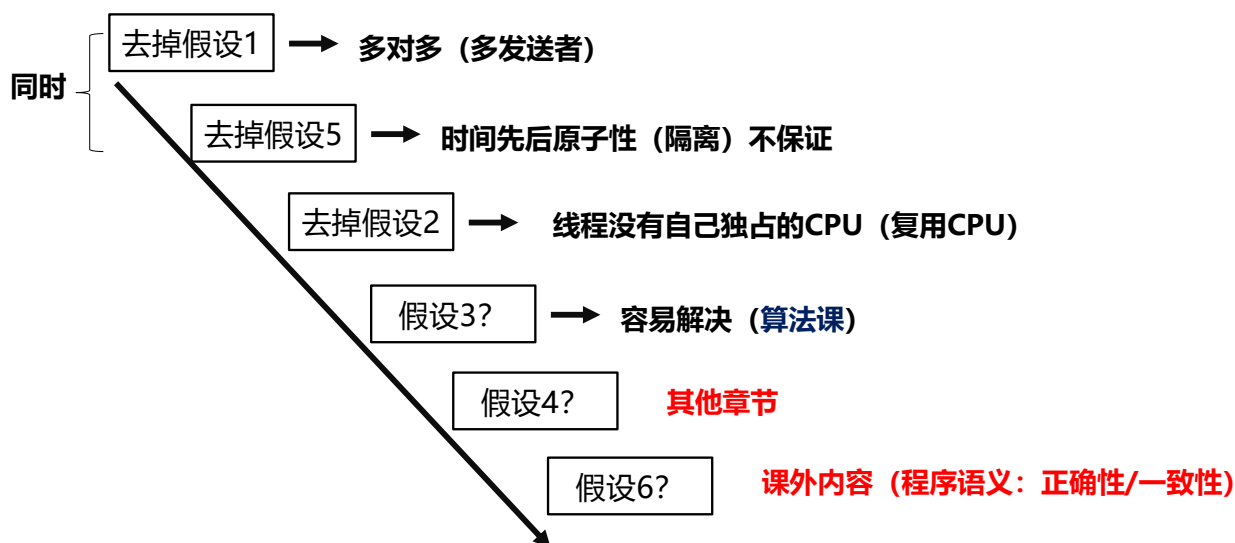 去掉假设1
多对多（多发送者）
同时
去掉假设5
时间先后原子性（隔离）不保证
去掉假设2
线程没有自己独占的CPU（复用CPU）
假设3？
容易解决（算法课）
假设4？
其他章节
假设6？
课外内容（程序语义：正确性/一致性）